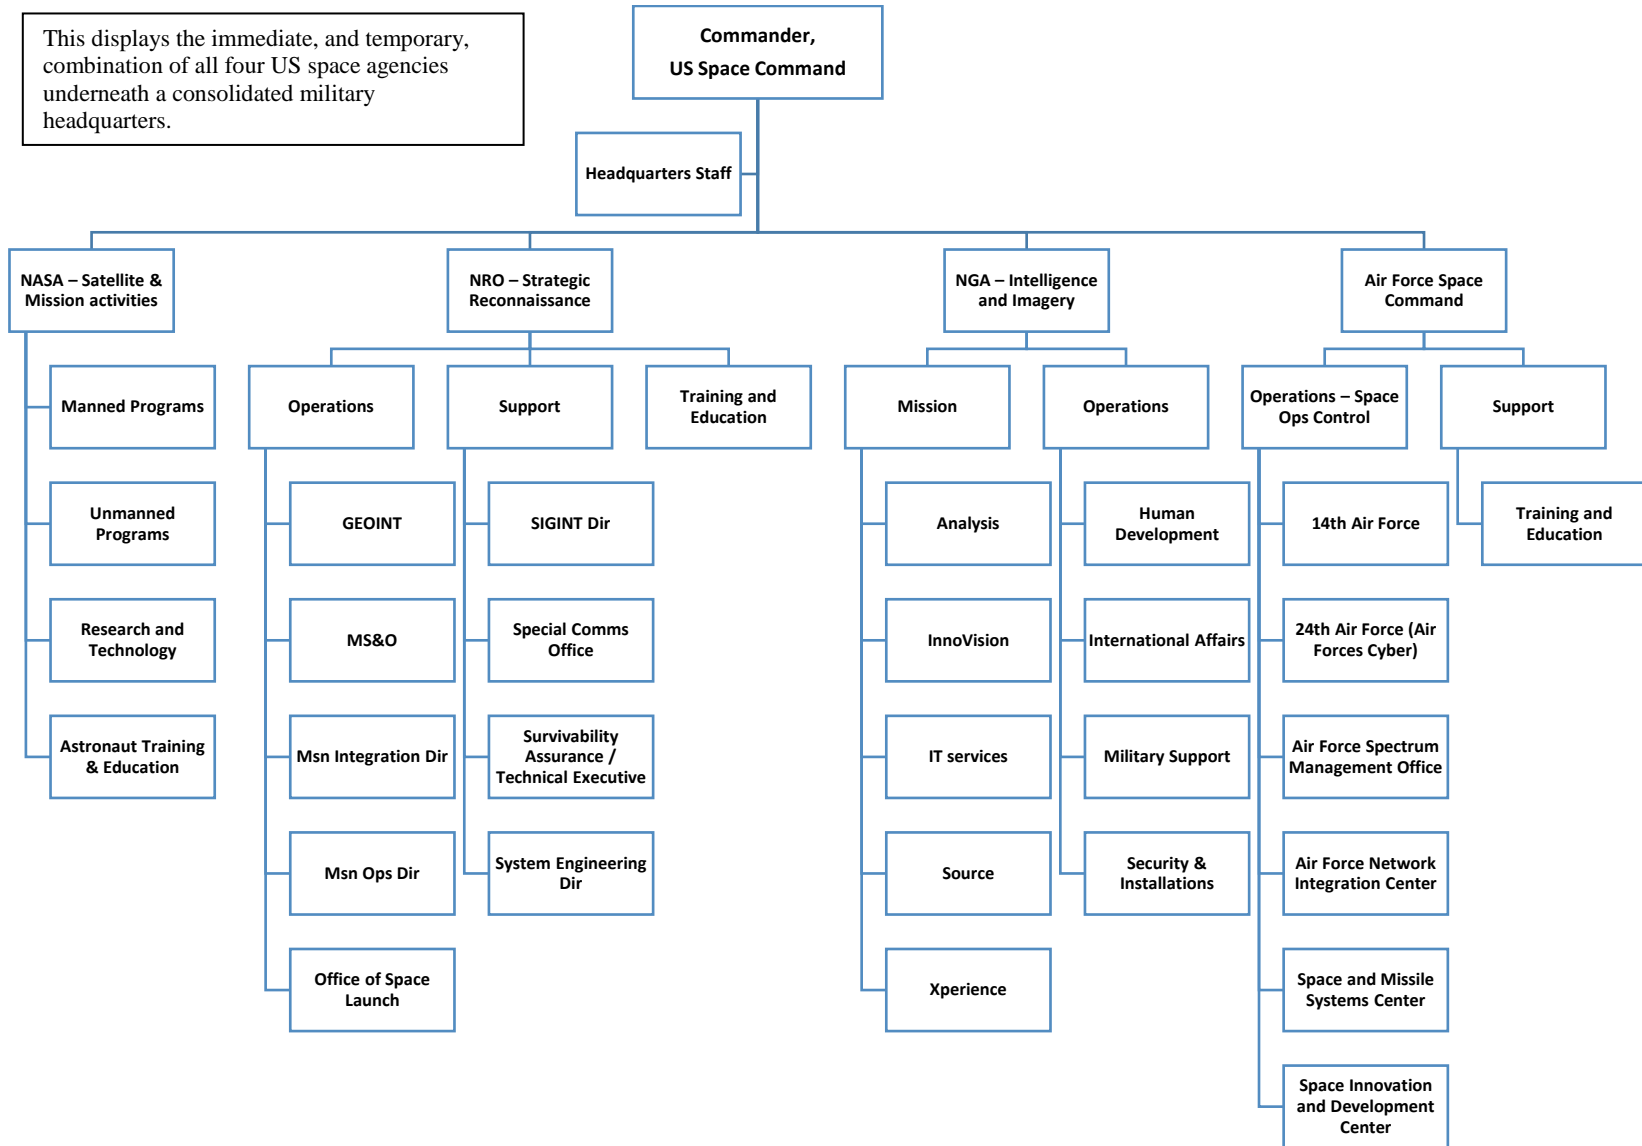 This displays the immediate, and temporary,
combination of all four US space agencies
underneath a consolidated military
headquarters.
Commander,
US Space Command
Headquarters Staff
NASA – Satellite &
Mission activities
NRO – Strategic
Reconnaissance
NGA – Intelligence
and Imagery
Air Force Space
Command
Manned Programs
Unmanned
Programs
Research and
Technology
Astronaut Training
& Education
Operations
GEOINT
MS&O
Msn Integration Dir
Msn Ops Dir
Office of Space
Launch
Support
SIGINT Dir
Special Comms
Office
Survivability
Assurance /
Technical Executive
System Engineering
Dir
Training and
Education
Mission
Analysis
InnoVision
IT services
Source
Xperience
Operations
Human
Development
International Affairs
Military Support
Security &
Installations
Operations – Space
Ops Control
14th Air Force
24th Air Force (Air
Forces Cyber)
Air Force Spectrum
Management Office
Air Force Network
Integration Center
Space and Missile
Systems Center
Space Innovation
and Development
Center
Support
Training and
Education